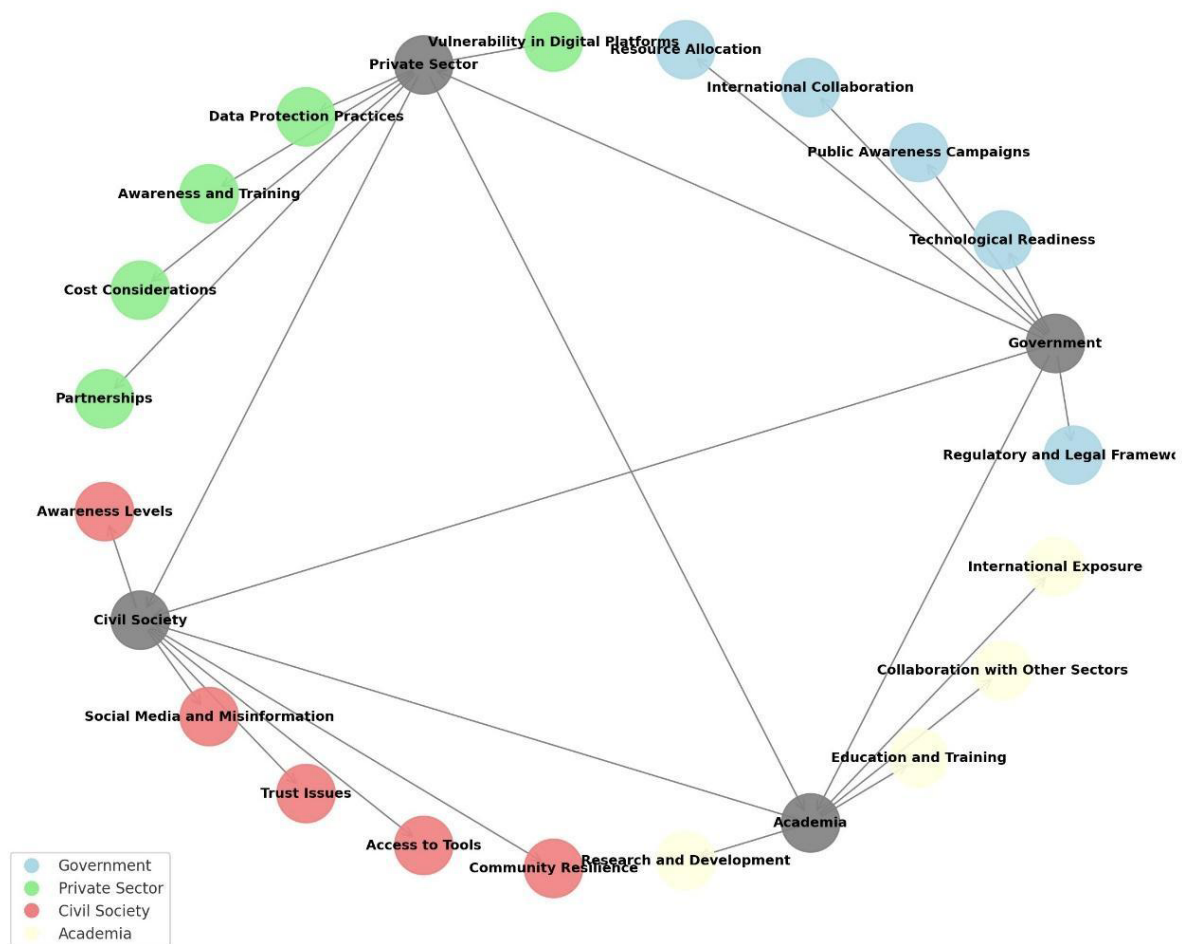 Vulnerability in Digital Platforms
Resource Allocation
Private Sector
International Collaboration
Data Protection Practices
Public Awareness Campaigns
Awareness and Training
Technological Readiness
Cost Considerations
Government
Partnerships
Regulatory and Legal Framewo
Awareness Levels
International Exposure
Civil Society
Collaboration with Other Sectors
Social Media and Misinformation
Education and Training
Trust Issues
Academia
Access to Tools
Research and Development
Community Resilience
Government
Private Sector
Civil Society
Academia